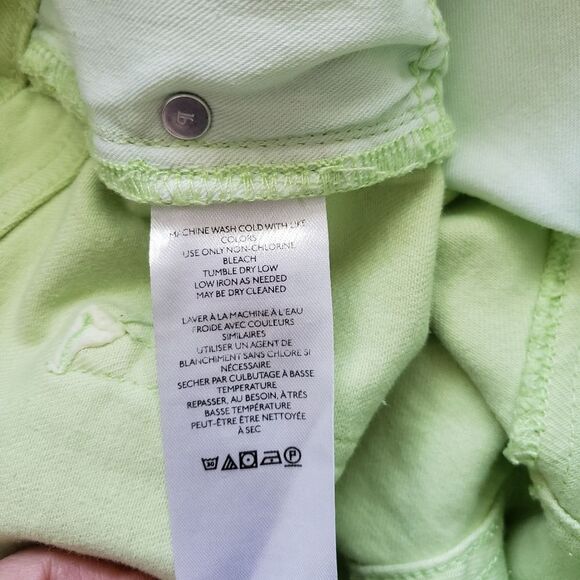 MACHINE WASH COLD WITH LIKE
COLORS
USE ONLY NON-CHLORINE
BLEACH
TUMBLE DRY LOW
LOW IRON AS NEEDED
MAY BE DRY CLEANED
LAVER À LA MACHINE À L'EAU
FROIDE AVEC COULEURS
SIMILAIRES
UTILISER UN AGENT DE
BLANCHIMENT SANS CHLORE SI
NÉCESSAIRE
SECHER PAR CULBUTAGE À BASSE
TEMPERATURE
REPASSER, AU BESOIN, À TRÈS
BASSE TEMPÉRATURE
PEUT-ÊTRE ÊTRE NETTOYÉ
À SEC
30
P